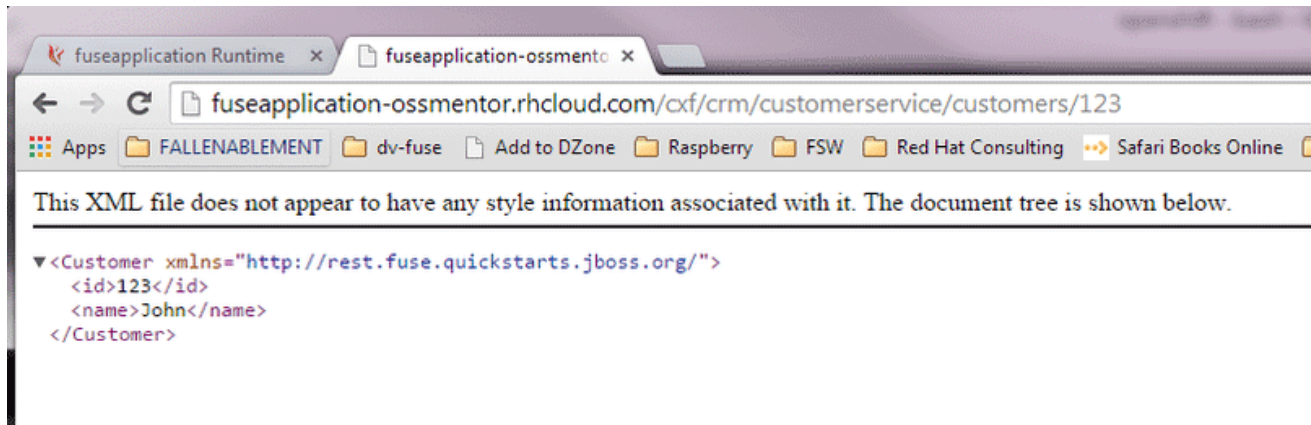 fuseapplication Runtime
fuseapplication-ossmento
fuseapplication-ossmentor.rhcloud.com/cxf/crm/customerservice/customers/123
Apps FALLENABLEMENT dv-fuse Add to DZone Raspberry FSW Red Hat Consulting Safari Books Online
This XML file does not appear to have any style information associated with it. The document tree is shown below.
▼<Customer xmlns="http://rest.fuse.quickstarts.jboss.org/">
<id>123</id>
<name>John</name>
</Customer>